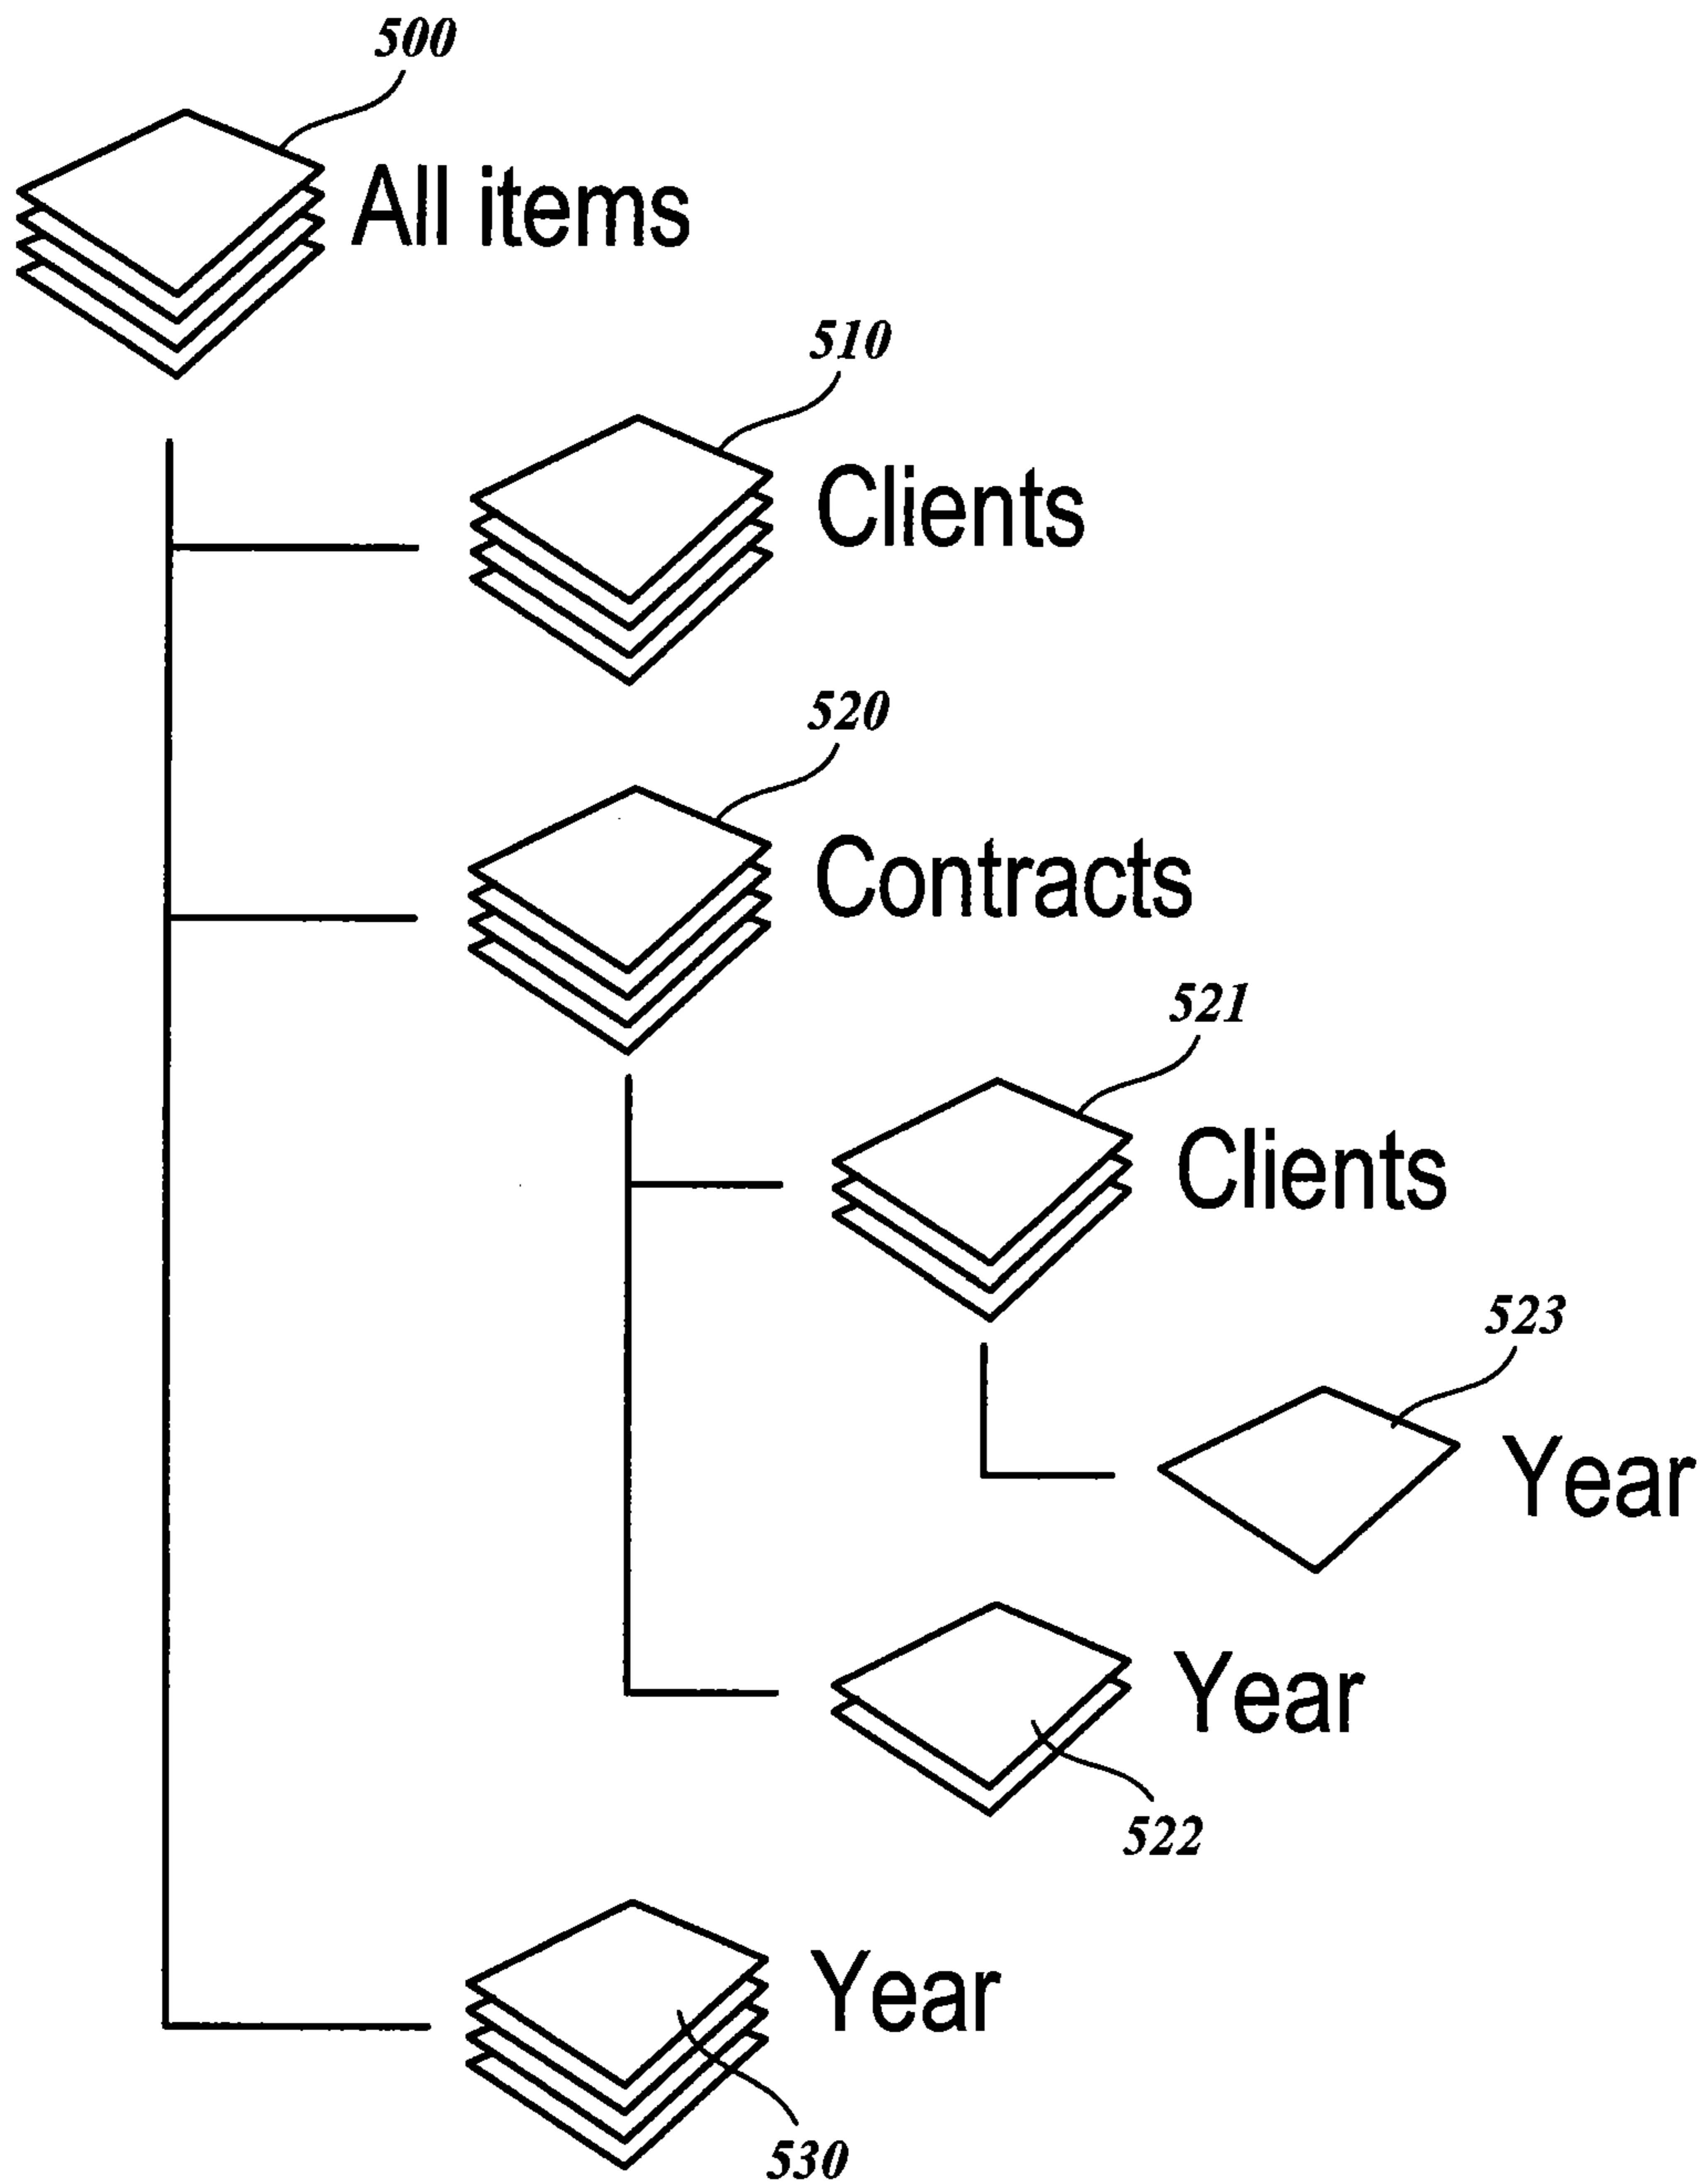 500
All items
510
Clients
520
Contracts
521
Clients
523
Year
Year
522
Year
530